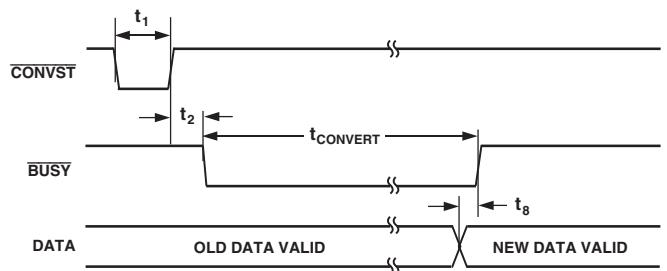 t1
CONVST
t2
tCONVERT
BUSY
t8
DATA
OLD DATA VALID
NEW DATA VALID